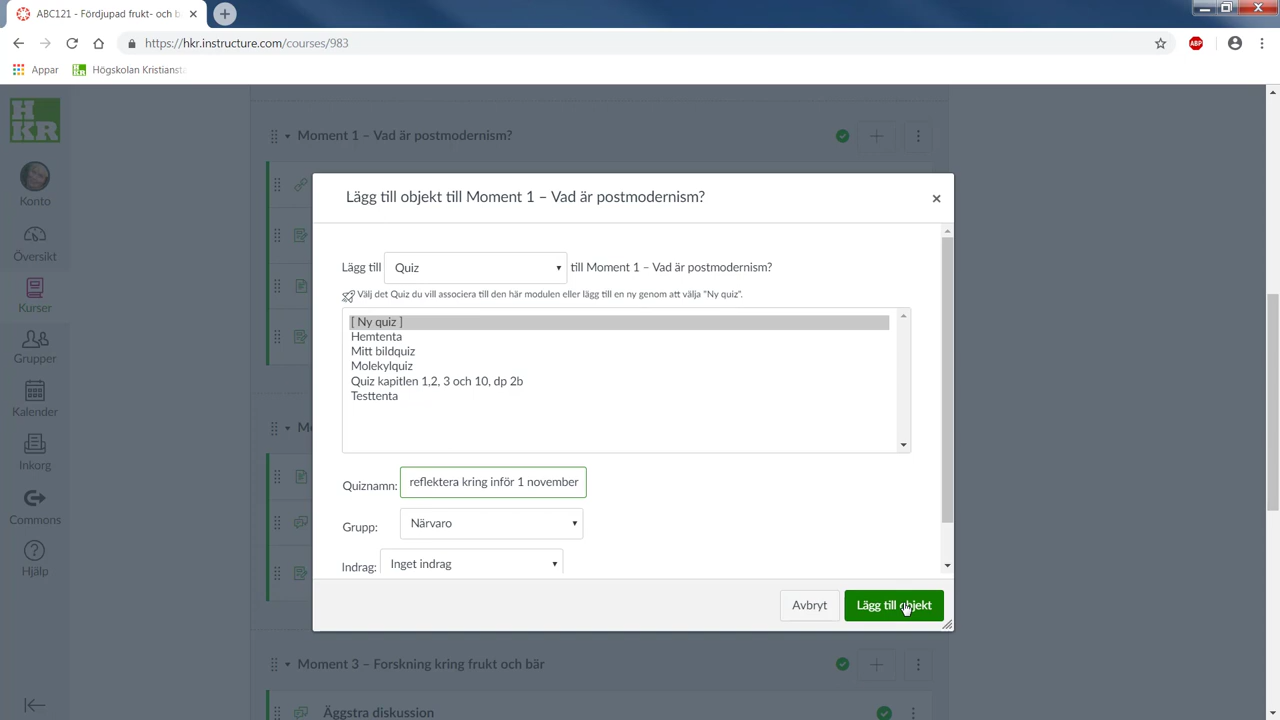 ABC121 - Fördjupad frukt- och b
https://hkr.instructure.com/courses/983
ABP
Appar
Högskolan Kristiansta
HKR
Konto
Översikt
Kurser
Grupper
Kalender
Inkorg
Commons
Hjälp
Moment 1 – Vad är postmodernism?
Lägg till objekt till Moment 1 – Vad är postmodernism?
Lägg till Quiz till Moment 1 – Vad är postmodernism?
Välj det Quiz du vill associera till den här modulen eller lägg till en ny genom att välja "Ny quiz".
[ Ny quiz ]
Hemtenta
Mitt bildquiz
Molekylquiz
Quiz kapitlen 1,2, 3 och 10, dp 2b
Testtenta
Quiznamn: reflektera kring inför 1 november
Grupp: Närvaro
Indrag: Inget indrag
Avbryt
Lägg till objekt
Moment 3 – Forskning kring frukt och bär
Äggstra diskussion